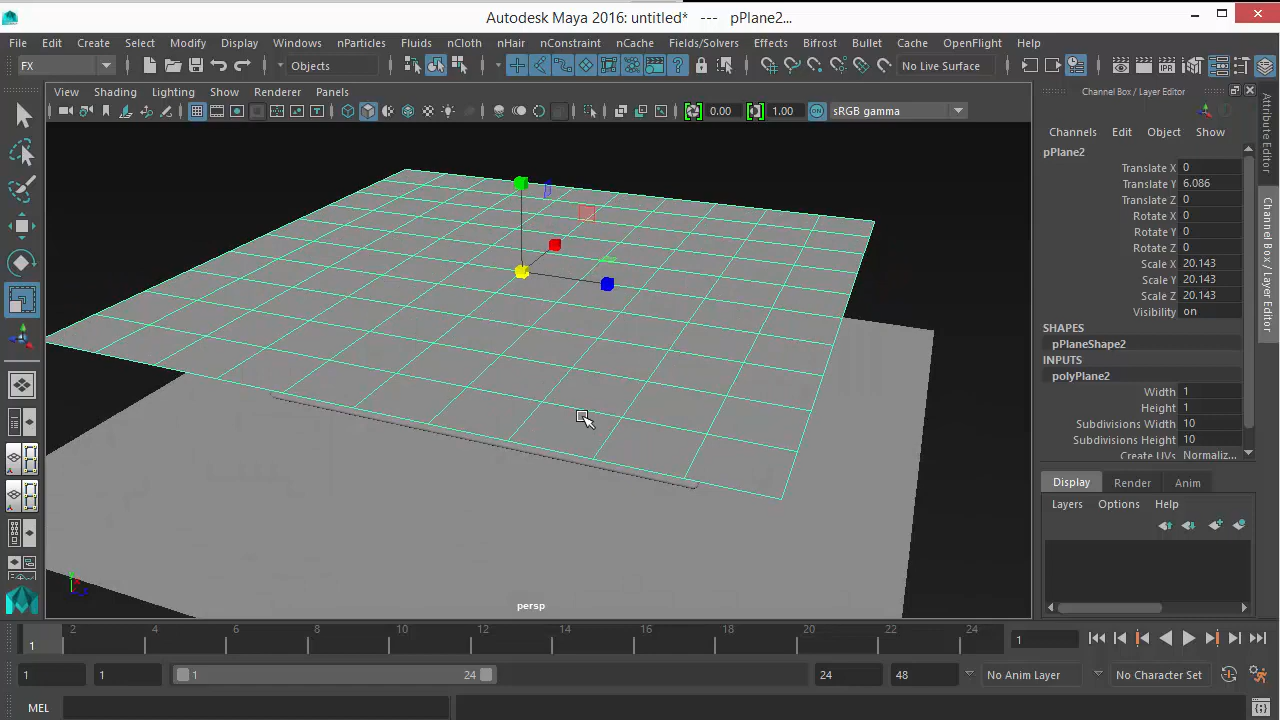 Autodesk Maya 2016: untitled* --- pPlane2...
File Edit Create Select Modify Display Windows nParticles Fluids nCloth nHair nConstraint nCache Fields/Solvers Effects Bifrost Bullet Cache OpenFlight Help
FX Objects No Live Surface
View Shading Lighting Show Renderer Panels
0.00 1.00 ON sRGB gamma
Channel Box / Layer Editor
Channels Edit Object Show
pPlane2
Translate X 0
Translate Y 6.086
Translate Z 0
Rotate X 0
Rotate Y 0
Rotate Z 0
Scale X 20.143
Scale Y 20.143
Scale Z 20.143
Visibility on
SHAPES
pPlaneShape2
INPUTS
polyPlane2
Width 1
Height 1
Subdivisions Width 10
Subdivisions Height 10
Create UVs Normaliz...
Display Render Anim
Layers Options Help
Attribute Editor
Channel Box / Layer Editor
persp
1 2 4 6 8 10 12 14 16 18 20 22 24 1
1 1 1 24 24 48 No Anim Layer No Character Set
MEL